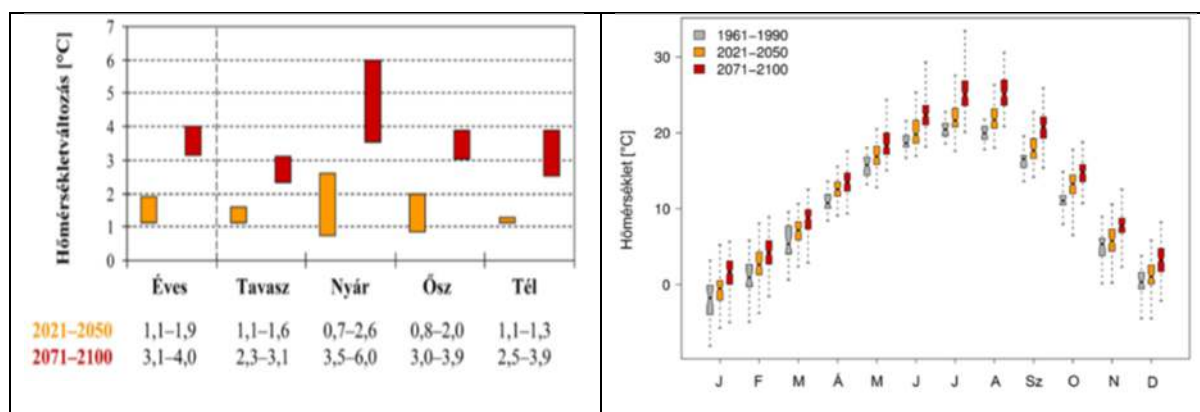 Hőmérsékletváltozás [°C]
7
6
5
4
3
2
1
0
Éves Tavasz Nyár Ősz Tél
2021–2050 1,1–1,9 1,1–1,6 0,7–2,6 0,8–2,0 1,1–1,3
2071–2100 3,1–4,0 2,3–3,1 3,5–6,0 3,0–3,9 2,5–3,9
1961–1990
2021–2050
2071–2100
Hőmérséklet [°C]
30
20
10
0
J F M Á M J J A Sz O N D